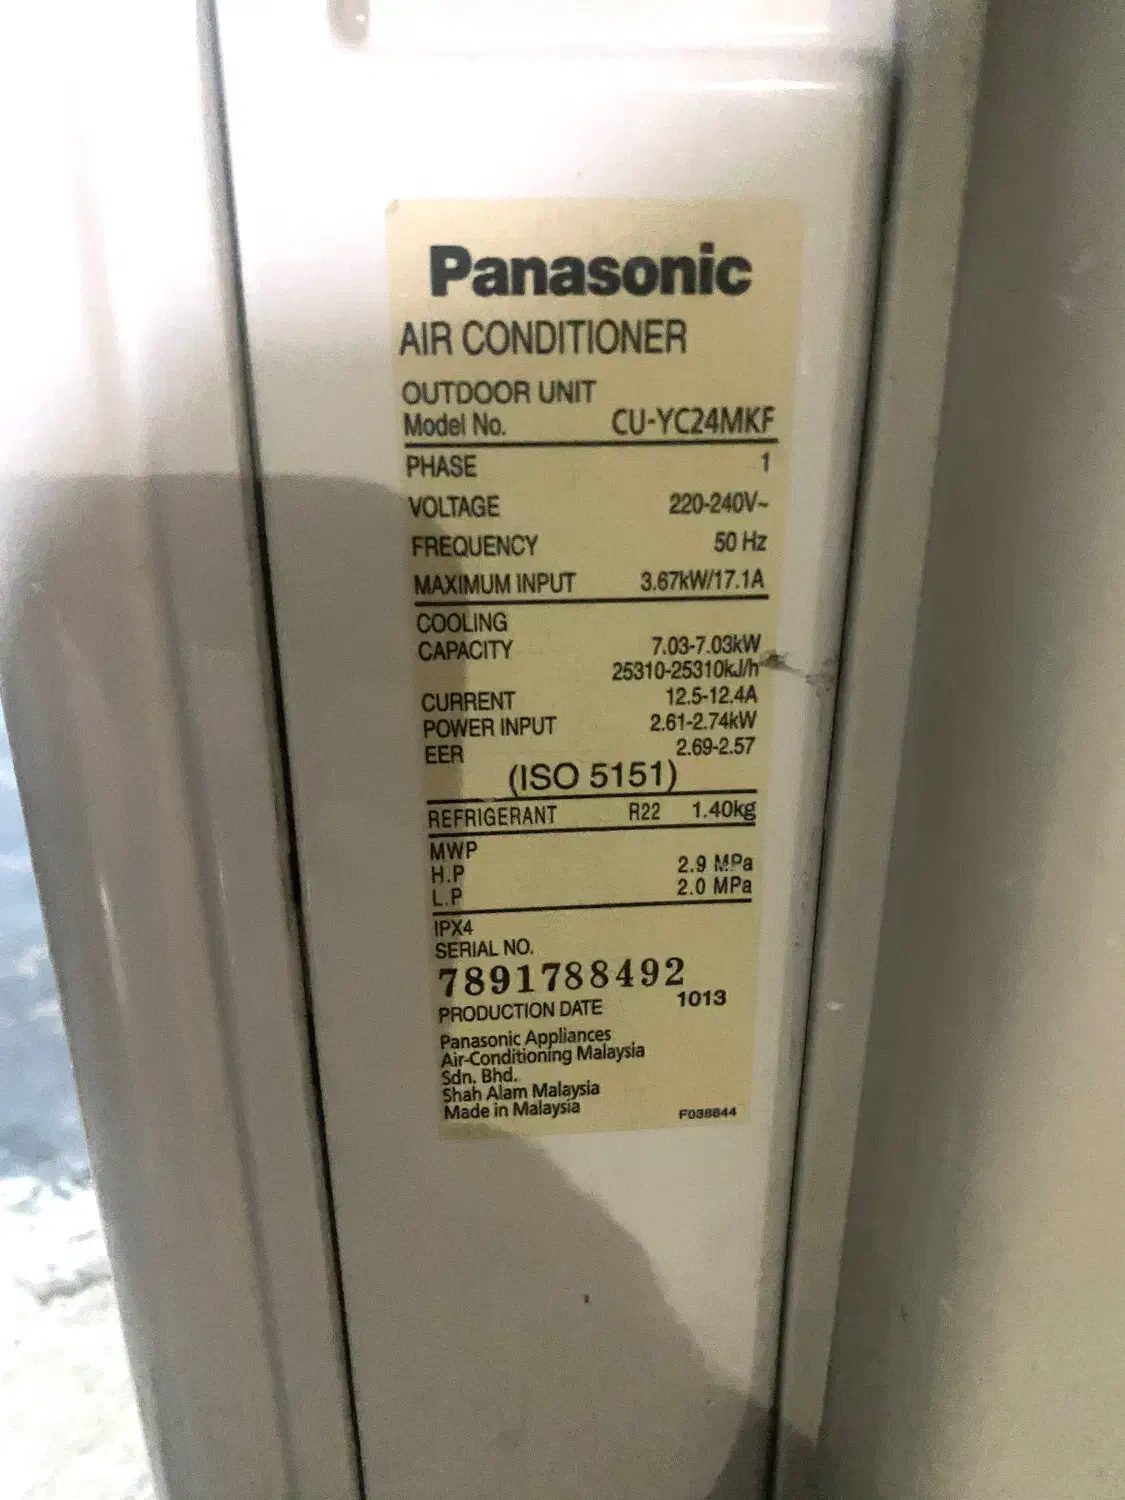 Panasonic
AIR CONDITIONER
OUTDOOR UNIT
Model No. CU-YC24MKF
PHASE 1
VOLTAGE 220-240V~
FREQUENCY 50 Hz
MAXIMUM INPUT 3.67kW/17.1A
COOLING
CAPACITY 7.03-7.03kW
25310-25310kJ/h
CURRENT 12.5-12.4A
POWER INPUT 2.61-2.74kW
EER 2.69-2.57
(ISO 5151)
REFRIGERANT R22 1.40kg
MWP
H.P 2.9 MPa
L.P 2.0 MPa
IPX4
SERIAL NO.
7891788492
PRODUCTION DATE 1013
Panasonic Appliances
Air-Conditioning Malaysia
Sdn. Bhd.
Shah Alam Malaysia
Made in Malaysia F038644